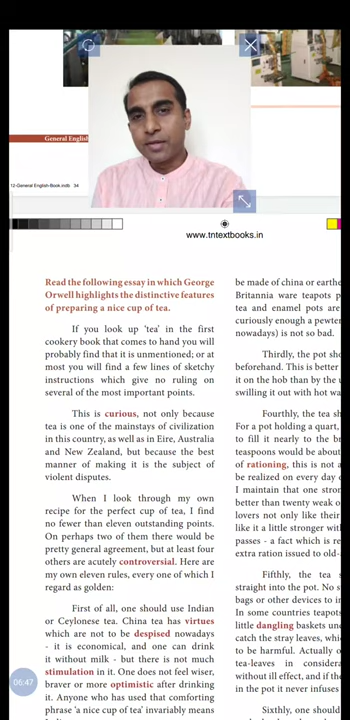 General English
12-General English-Book.indb 34
www.tntextbooks.in
Read the following essay in which George
Orwell highlights the distinctive features
of preparing a nice cup of tea.
If you look up 'tea' in the first
cookery book that comes to hand you will
probably find that it is unmentioned; or at
most you will find a few lines of sketchy
instructions which give no ruling on
several of the most important points.
This is curious, not only because
tea is one of the mainstays of civilization
in this country, as well as in Eire, Australia
and New Zealand, but because the best
manner of making it is the subject of
violent disputes.
When I look through my own
recipe for the perfect cup of tea, I find
no fewer than eleven outstanding points.
On perhaps two of them there would be
pretty general agreement, but at least four
others are acutely controversial. Here are
my own eleven rules, every one of which I
regard as golden:
First of all, one should use Indian
or Ceylonese tea. China tea has virtues
which are not to be despised nowadays
- it is economical, and one can drink
it without milk - but there is not much
stimulation in it. One does not feel wiser,
braver or more optimistic after drinking
it. Anyone who has used that comforting
phrase 'a nice cup of tea' invariably means
06:47
be made of china or earthe
Britannia ware teapots p
tea and enamel pots are
curiously enough a pewter
nowadays) is not so bad.
Thirdly, the pot sho
beforehand. This is better
it on the hob than by the u
swilling it out with hot wa
Fourthly, the tea sh
For a pot holding a quart,
to fill it nearly to the br
teaspoons would be about
of rationing, this is not a
be realized on every day o
I maintain that one stron
better than twenty weak o
lovers not only like their
like it a little stronger wit
passes - a fact which is re
extra ration issued to old-
Fifthly, the tea s
straight into the pot. No s
bags or other devices to in
In some countries teapots
little dangling baskets und
catch the stray leaves, whic
to be harmful. Actually o
tea-leaves in considera
without ill effect, and if the
in the pot it never infuses
Sixthly, one should